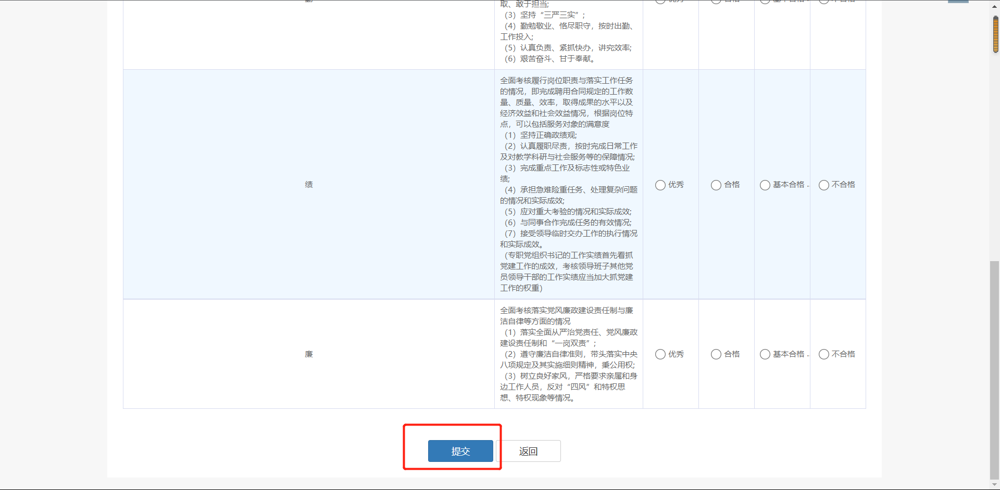 取、敢于担当;
（3）坚持“三严三实”;
（4）勤勉敬业、恪尽职守，按时出勤、
工作投入;
（5）认真负责、紧抓快办，讲究效率;
（6）艰苦奋斗、甘于奉献。
绩
全面考核履行岗位职责与落实工作任务
的情况，即完成聘用合同规定的工作数
量、质量、效率，取得成果的水平以及
经济效益和社会效益情况，根据岗位特
点，可以包括服务对象的满意度
（1）坚持正确政绩观;
（2）认真履职尽责，按时完成日常工作
及对教学科研与社会服务等的保障情况;
（3）完成重点工作及标志性或特色业
绩;
（4）承担急难险重任务、处理复杂问题
的情况和实际成效;
（5）应对重大考验的情况和实际成效;
（6）与同事合作完成任务的有效情况;
（7）接受领导临时交办工作的执行情况
和实际成效。
（专职党组织书记的工作实绩首先看抓
党建工作的成效，考核领导班子其他党
员领导干部的工作实绩应当加大抓党建
工作的权重）
优秀 合格 基本合格 .. 不合格
廉
全面考核落实党风廉政建设责任制与廉
洁自律等方面的情况
（1）落实全面从严治党责任、党风廉政
建设责任制和“一岗双责”;
（2）遵守廉洁自律准则，带头落实中央
八项规定及其实施细则精神，秉公用权;
（3）树立良好家风，严格要求亲属和身
边工作人员，反对“四风”和特权思
想、特权现象等情况。
优秀 合格 基本合格 .. 不合格
提交 返回